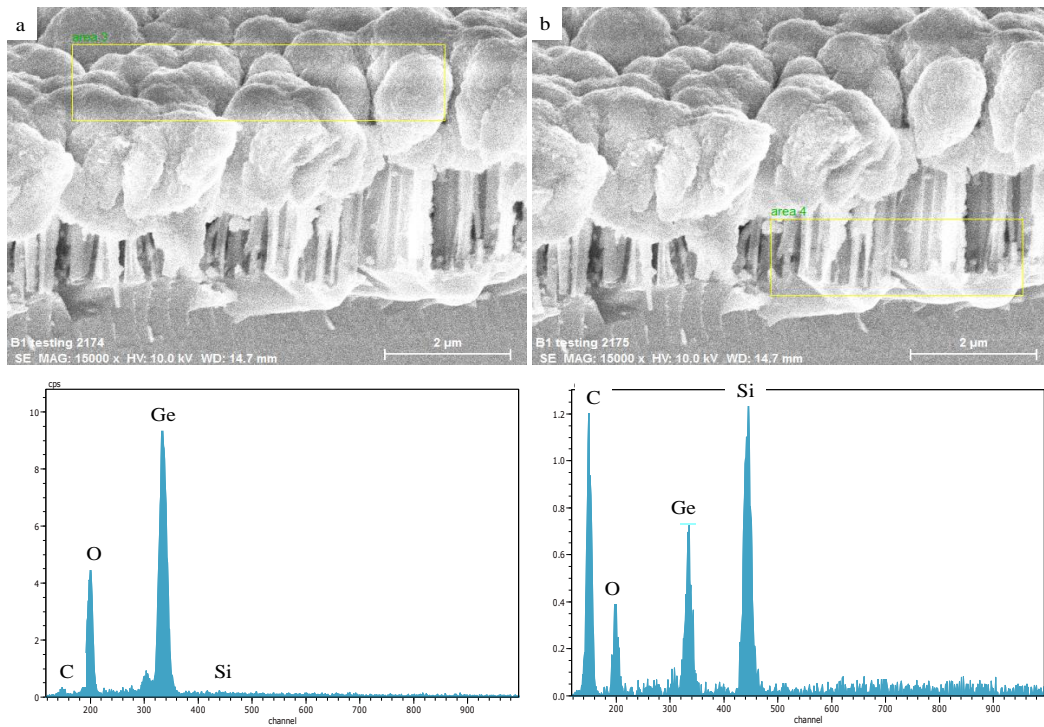 a
area 3
B1 testing 2174
SE MAG: 15000 x HV: 10.0 kV WD: 14.7 mm
2 µm
b
area 4
B1 testing 2175
SE MAG: 15000 x HV: 10.0 kV WD: 14.7 mm
2 µm
cps
10
8
6
4
2
0
C
O
Ge
Si
200 300 400 500 600 700 800 900
channel
1.2
1.0
0.8
0.6
0.4
0.2
0.0
C
O
Ge
Si
200 300 400 500 600 700 800 900
channel